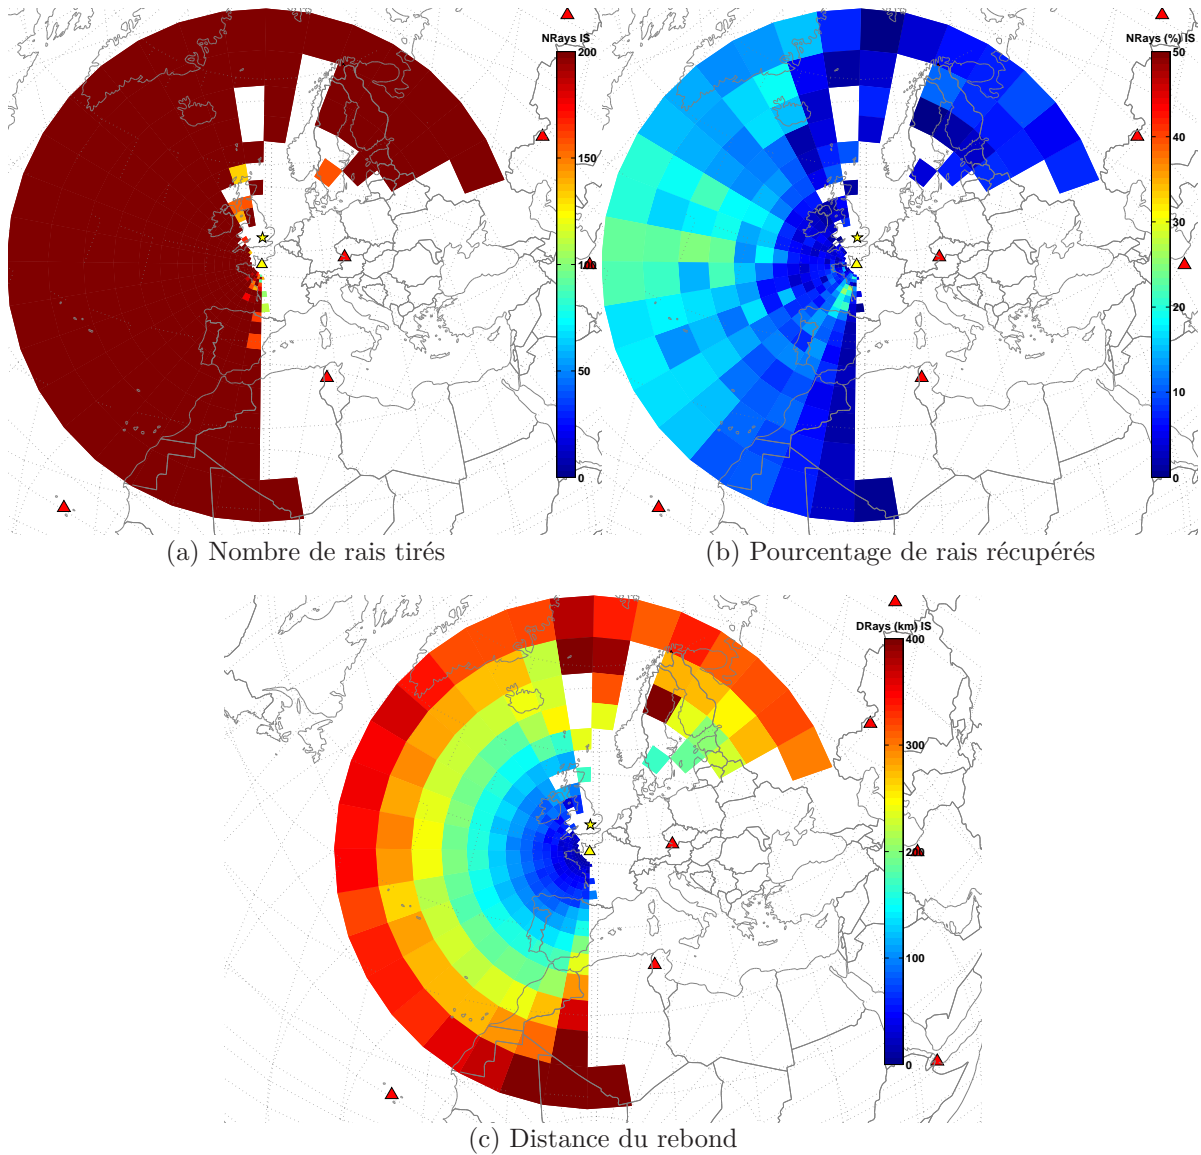 NRays IS
200
150
100
50
0
(a) Nombre de rais tirés
NRays (%) IS
50
40
30
20
10
0
(b) Pourcentage de rais récupérés
DRays (km) IS
400
300
200
100
0
(c) Distance du rebond